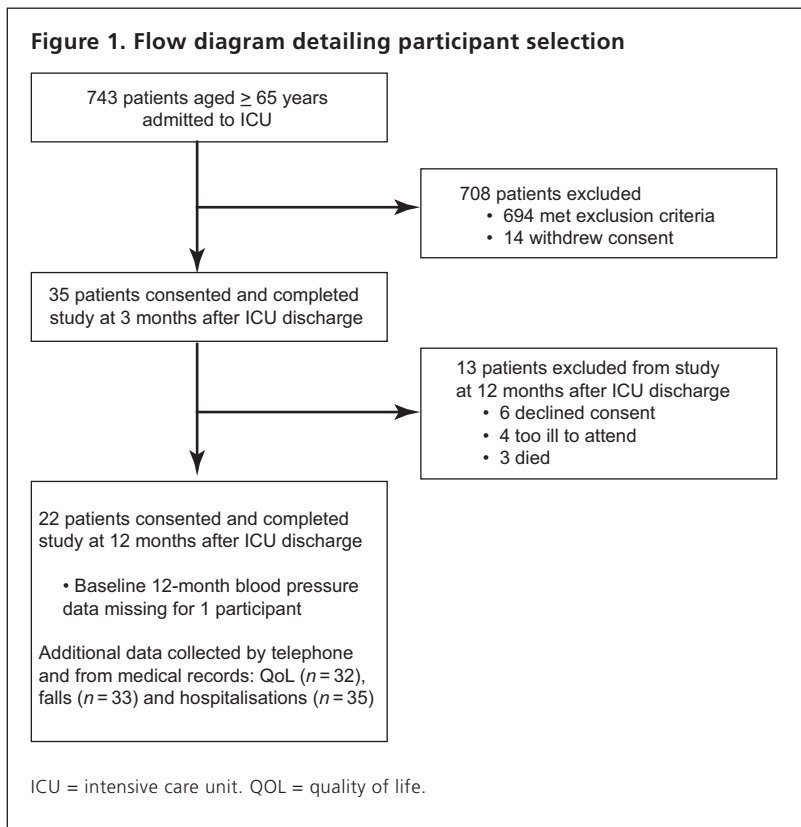 Figure 1. Flow diagram detailing participant selection
743 patients aged ≥ 65 years
admitted to ICU
708 patients excluded
• 694 met exclusion criteria
• 14 withdrew consent
35 patients consented and completed
study at 3 months after ICU discharge
13 patients excluded from study
at 12 months after ICU discharge
• 6 declined consent
• 4 too ill to attend
• 3 died
22 patients consented and completed
study at 12 months after ICU discharge
• Baseline 12-month blood pressure
data missing for 1 participant
Additional data collected by telephone
and from medical records: QoL (n = 32),
falls (n = 33) and hospitalisations (n = 35)
ICU = intensive care unit. QOL = quality of life.